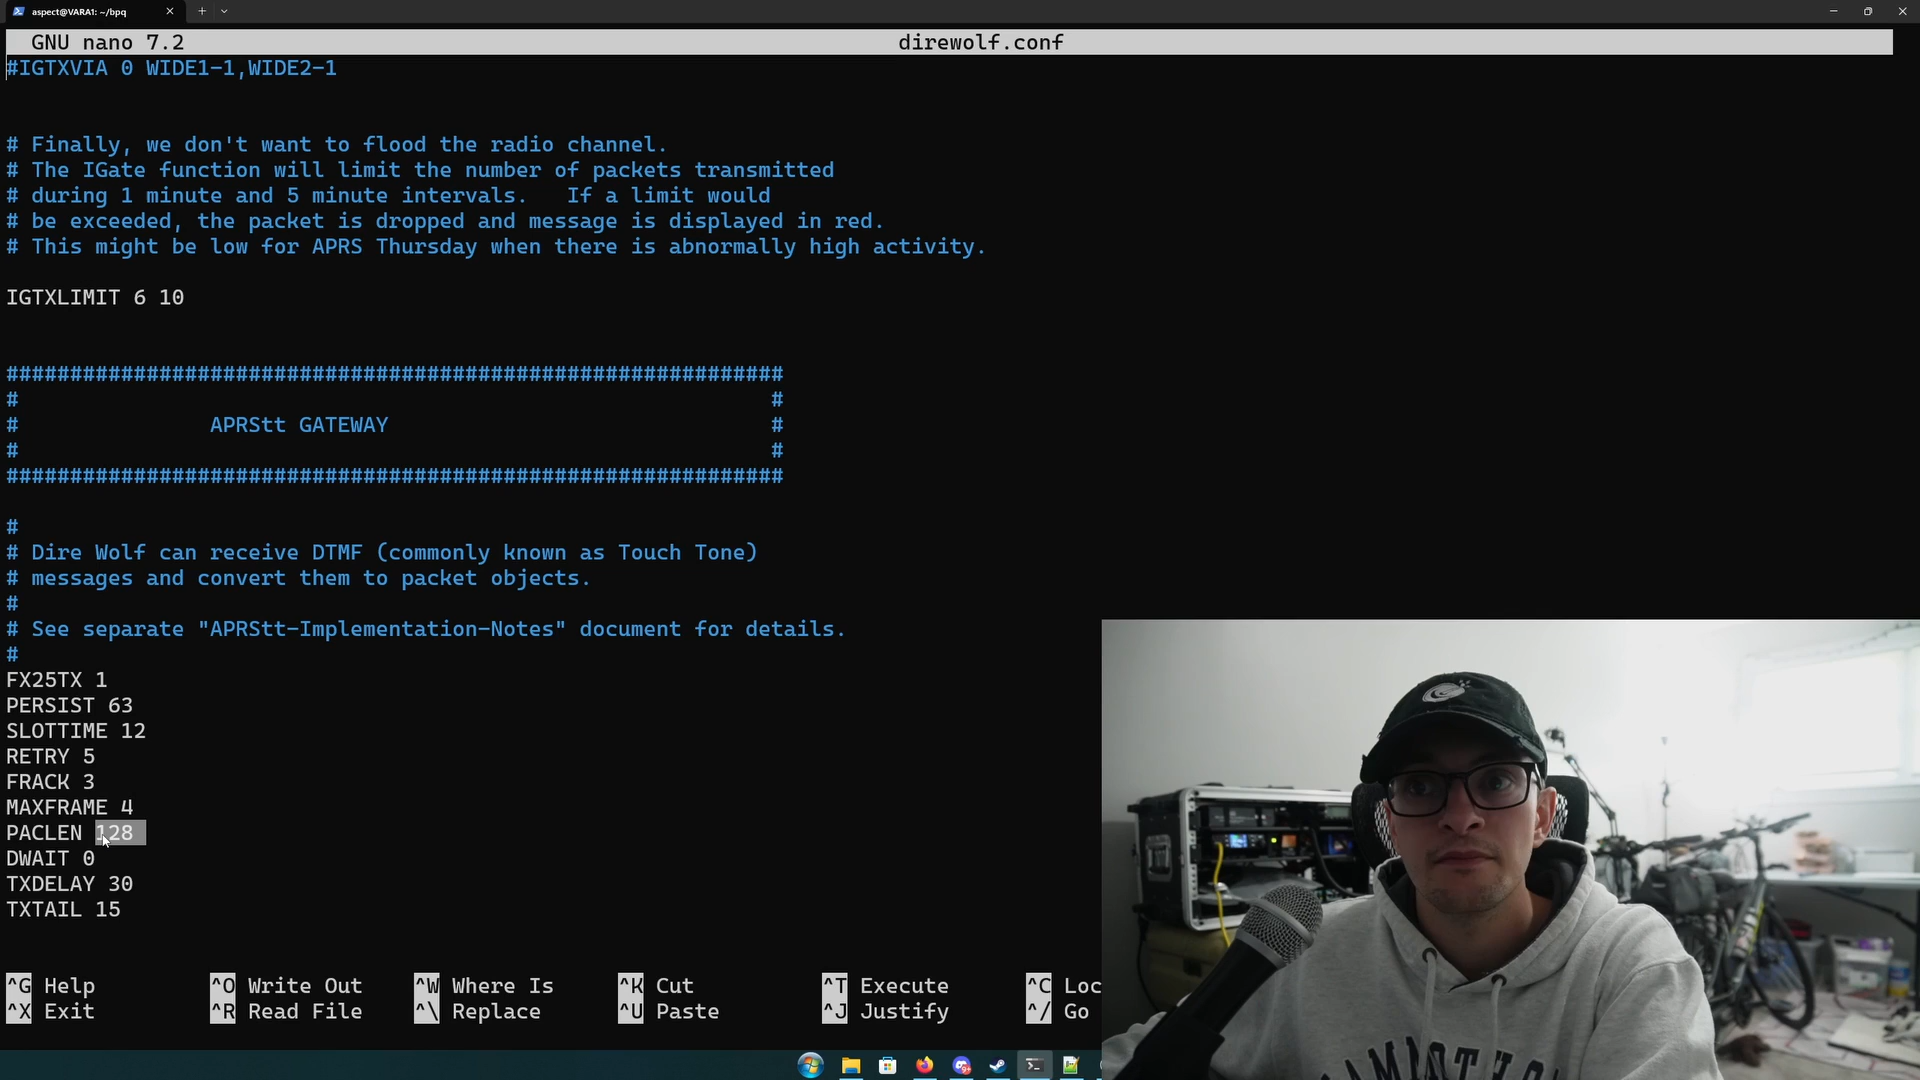 aspect@VARA1: ~/bpq
GNU nano 7.2 direwolf.conf
#IGTXVIA 0 WIDE1-1,WIDE2-1
# Finally, we don't want to flood the radio channel.
# The IGate function will limit the number of packets transmitted
# during 1 minute and 5 minute intervals.   If a limit would
# be exceeded, the packet is dropped and message is displayed in red.
# This might be low for APRS Thursday when there is abnormally high activity.
IGTXLIMIT 6 10
#############################################################
#                                                           #
#               APRStt GATEWAY                              #
#                                                           #
#############################################################
#
# Dire Wolf can receive DTMF (commonly known as Touch Tone)
# messages and convert them to packet objects.
#
# See separate "APRStt-Implementation-Notes" document for details.
#
FX25TX 1
PERSIST 63
SLOTTIME 12
RETRY 5
FRACK 3
MAXFRAME 4
PACLEN 128
DWAIT 0
TXDELAY 30
TXTAIL 15
^G Help ^O Write Out ^W Where Is ^K Cut ^T Execute ^C Loc
^X Exit ^R Read File ^\ Replace ^U Paste ^J Justify ^/ Go